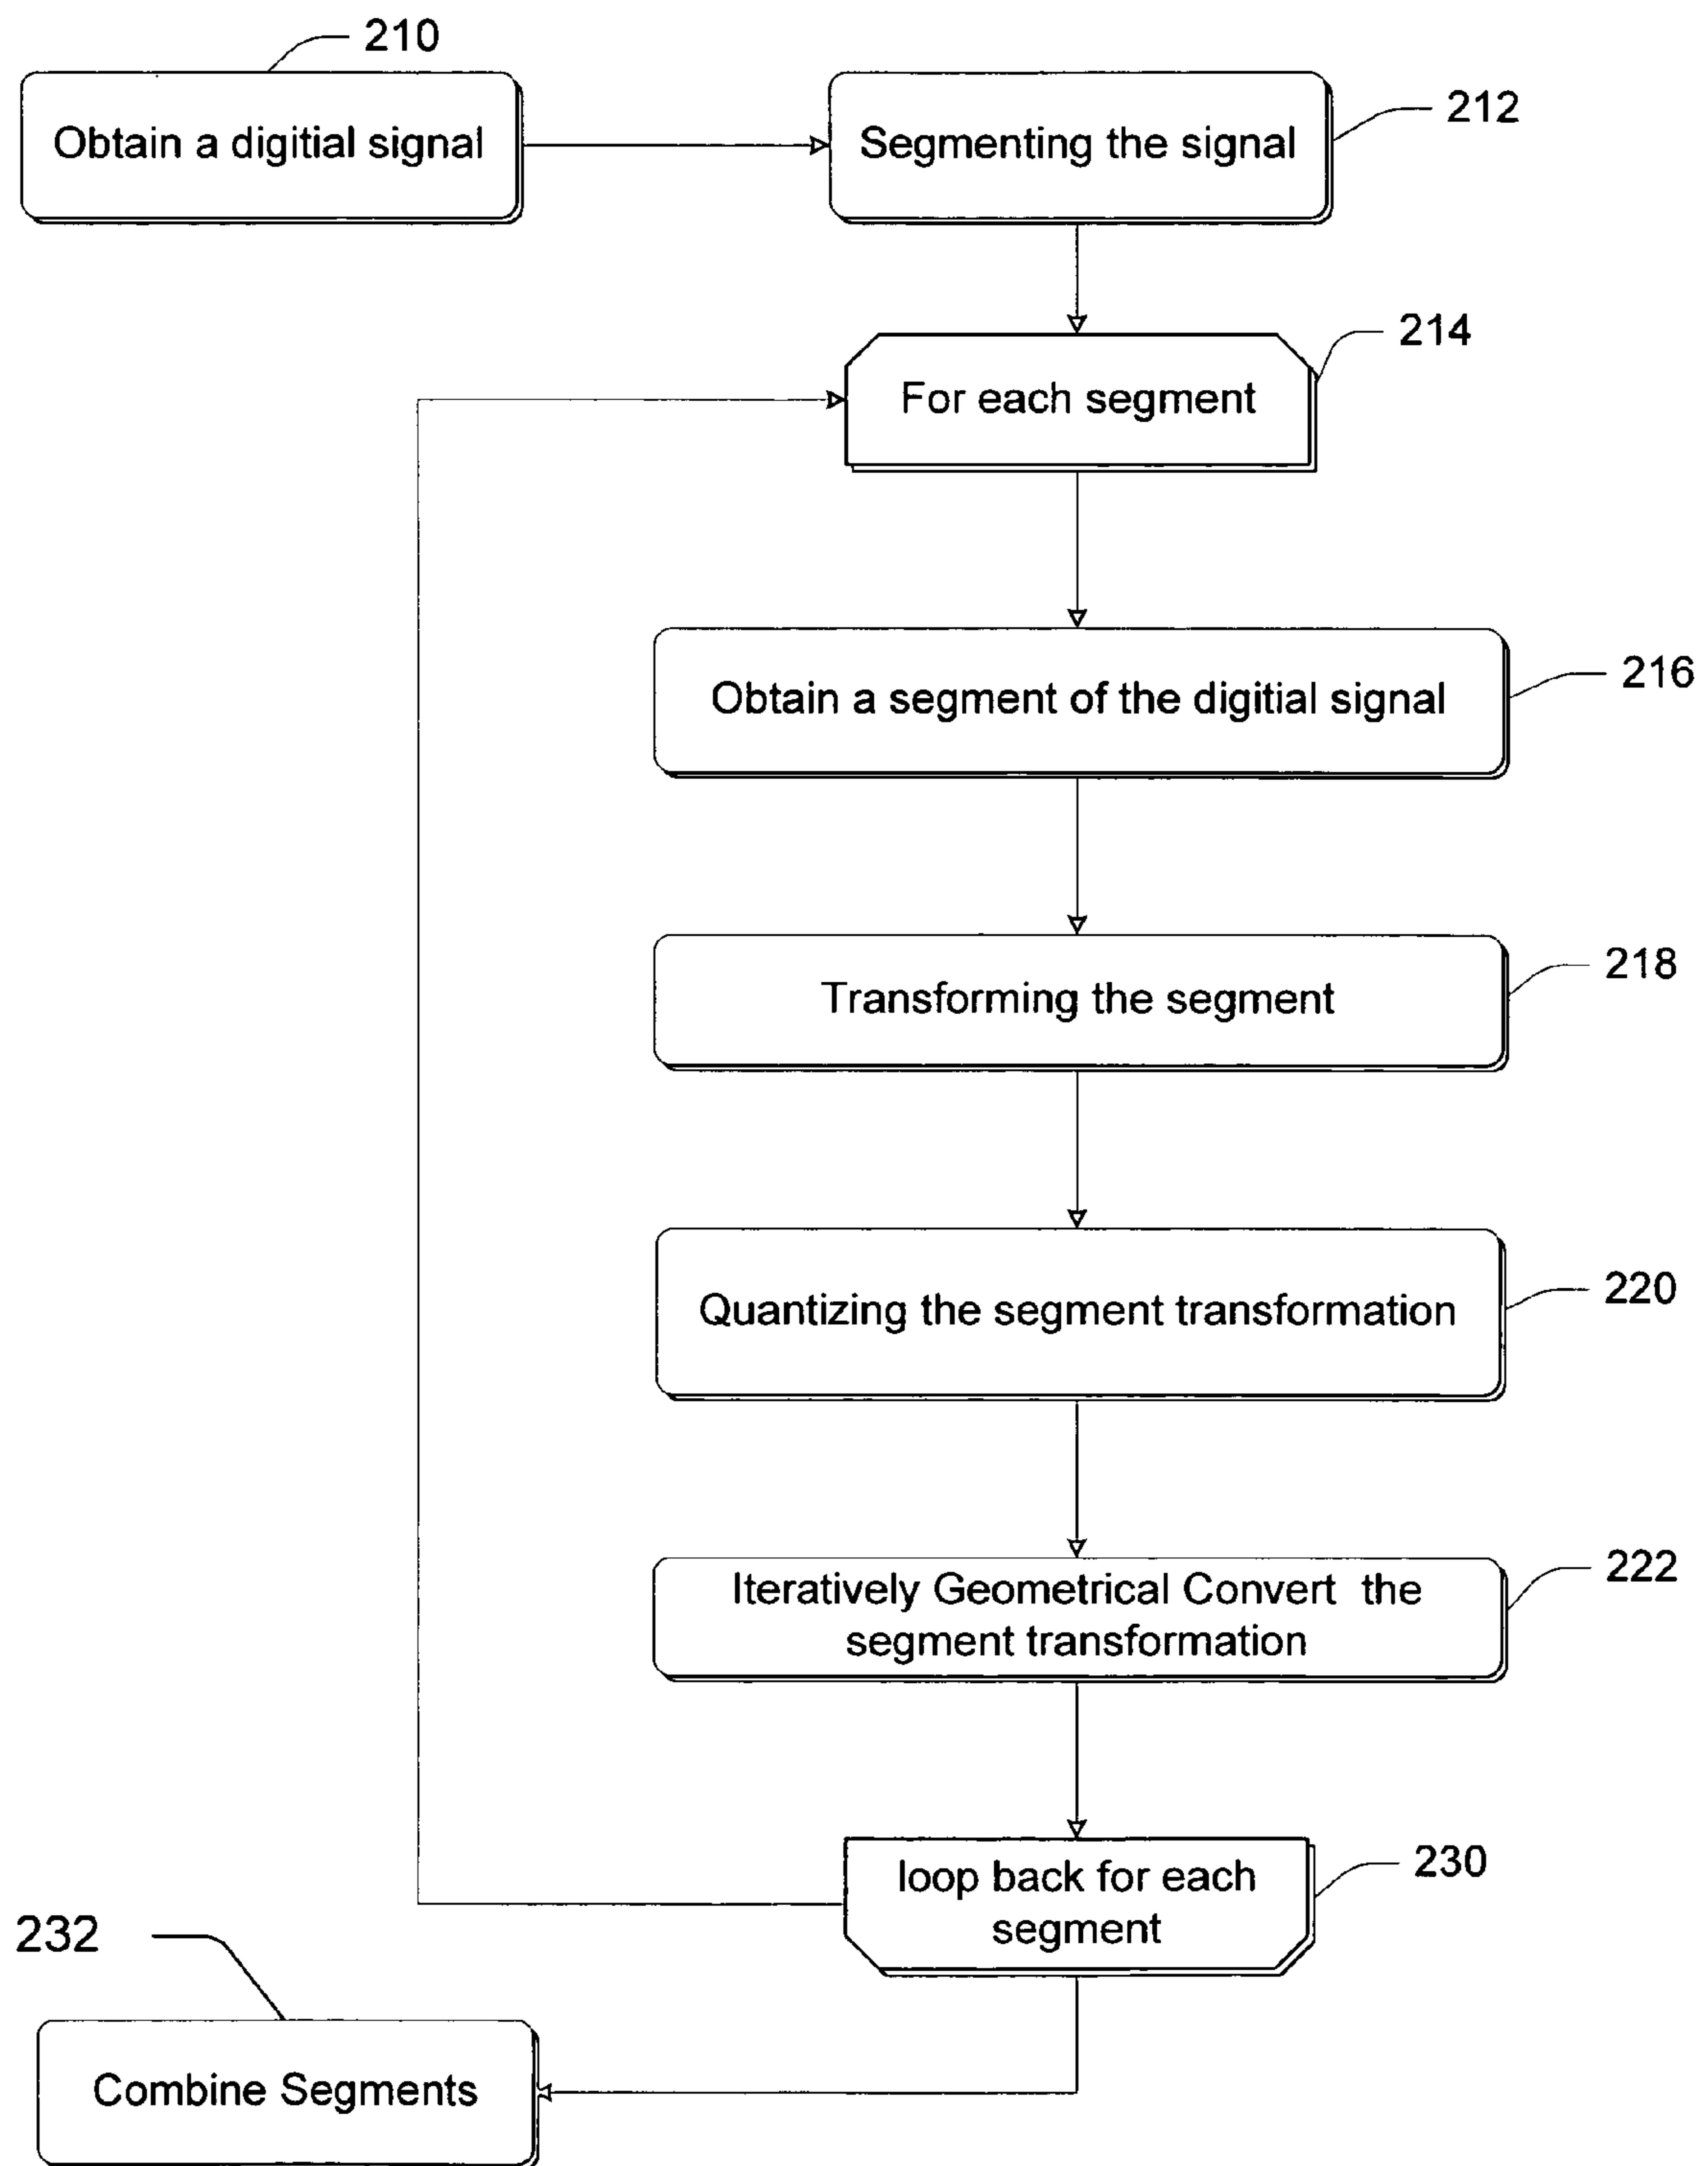 210
Obtain a digitial signal
212
Segmenting the signal
214
For each segment
216
Obtain a segment of the digitial signal
218
Transforming the segment
220
Quantizing the segment transformation
222
Iteratively Geometrical Convert the
segment transformation
230
loop back for each
segment
232
Combine Segments